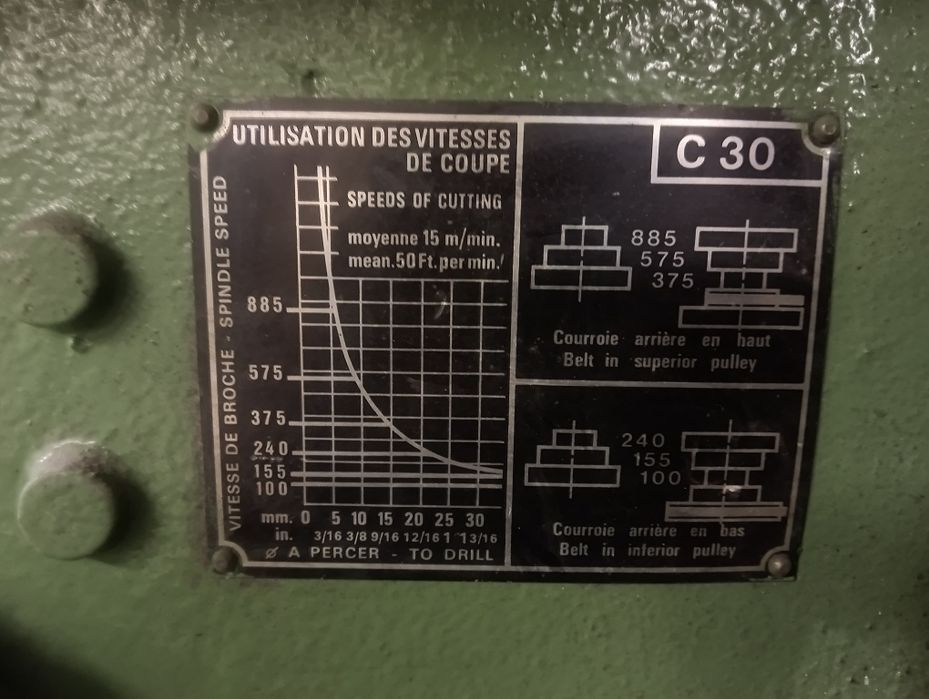 UTILISATION DES VITESSES
DE COUPE
SPEEDS OF CUTTING
moyenne 15 m/min.
mean. 50 Ft. per min.
VITESSE DE BROCHE - SPINDLE SPEED
885
575
375
240
155
100
mm. 0 5 10 15 20 25 30
in. 3/16 3/8 9/16 12/16 1 1 3/16
⌀ A PERCER - TO DRILL
C 30
885
575
375
Courroie arrière en haut
Belt in superior pulley
240
155
100
Courroie arrière en bas
Belt in inferior pulley